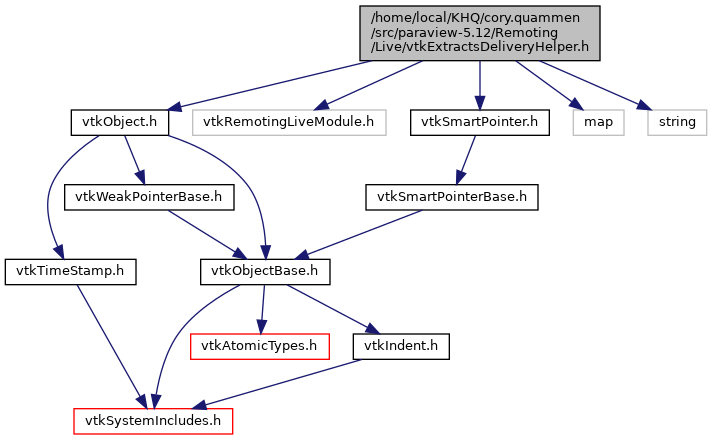 /home/local/KHQ/cory.quammen
/src/paraview-5.12/Remoting
/Live/vtkExtractsDeliveryHelper.h
vtkObject.h
vtkRemotingLiveModule.h
vtkSmartPointer.h
map
string
vtkWeakPointerBase.h
vtkSmartPointerBase.h
vtkTimeStamp.h
vtkObjectBase.h
vtkAtomicTypes.h
vtkIndent.h
vtkSystemIncludes.h